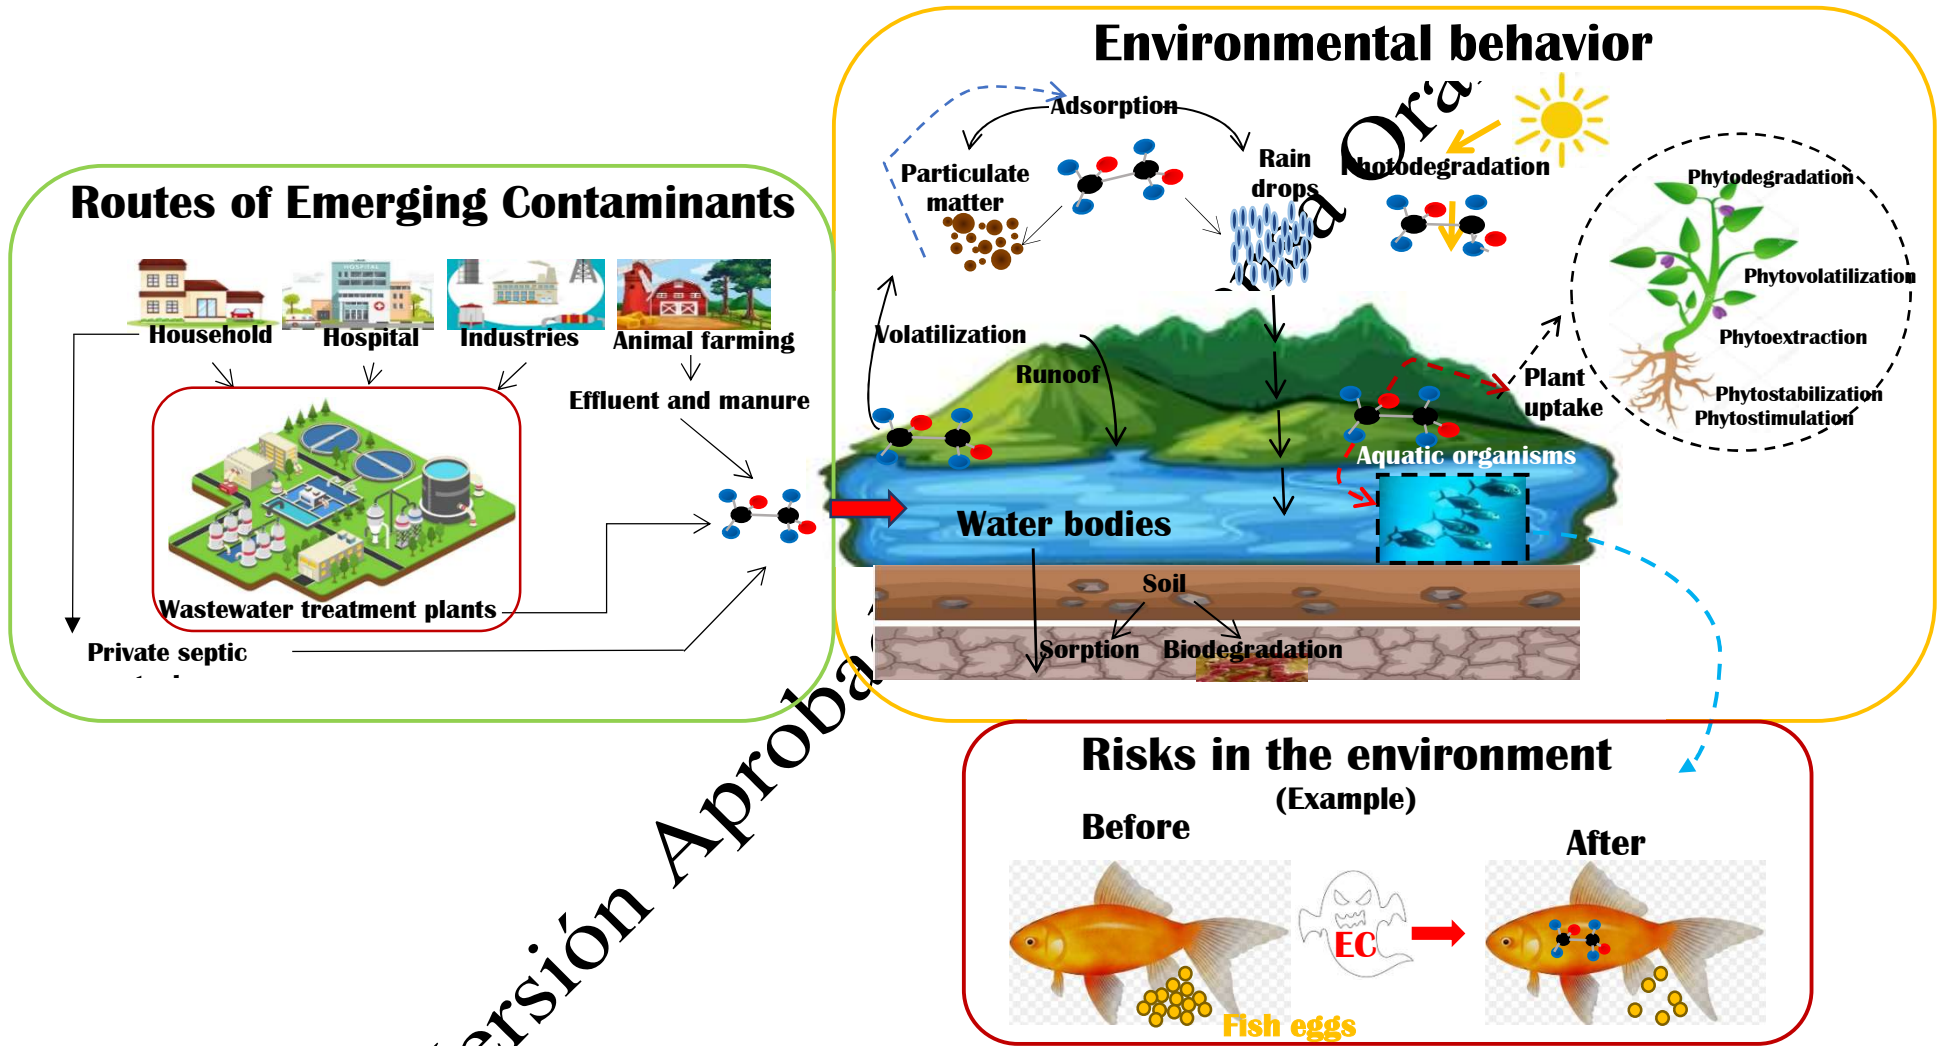 Environmental behavior
Adsorption
Particulate
matter
Rain
drops
Photodegradation
Phytodegradation
Phytovolatilization
Phytoextraction
Phytostabilization
Phytostimulation
Volatilization
Runoof
Plant
uptake
Aquatic organisms
Water bodies
Soil
Sorption
Biodegradation
Routes of Emerging Contaminants
Household
Hospital
Industries
Animal farming
HOSPITAL
Effluent and manure
Wastewater treatment plants
Private septic
Risks in the environment
(Example)
Before
After
EC
Fish eggs